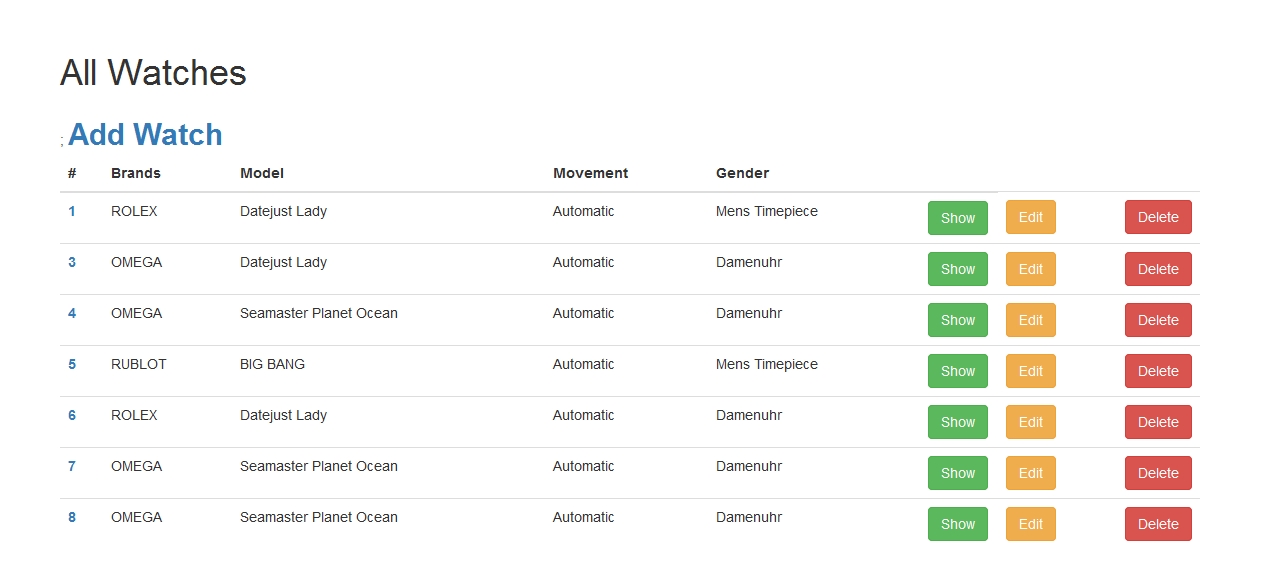 All Watches
; Add Watch
# Brands Model Movement Gender
1 ROLEX Datejust Lady Automatic Mens Timepiece Show Edit Delete
3 OMEGA Datejust Lady Automatic Damenuhr Show Edit Delete
4 OMEGA Seamaster Planet Ocean Automatic Damenuhr Show Edit Delete
5 RUBLOT BIG BANG Automatic Mens Timepiece Show Edit Delete
6 ROLEX Datejust Lady Automatic Damenuhr Show Edit Delete
7 OMEGA Seamaster Planet Ocean Automatic Damenuhr Show Edit Delete
8 OMEGA Seamaster Planet Ocean Automatic Damenuhr Show Edit Delete